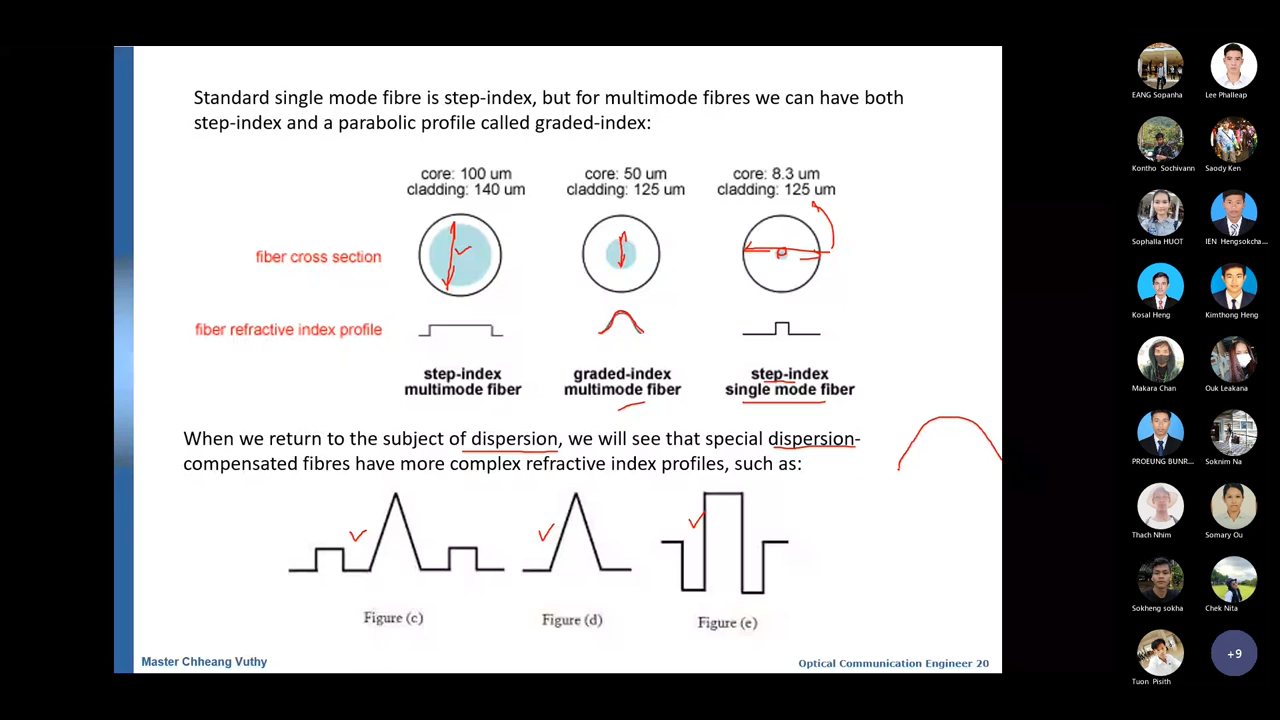 Standard single mode fibre is step-index, but for multimode fibres we can have both
step-index and a parabolic profile called graded-index:
core: 100 um
cladding: 140 um
core: 50 um
cladding: 125 um
core: 8.3 um
cladding: 125 um
fiber cross section
fiber refractive index profile
step-index
multimode fiber
graded-index
multimode fiber
step-index
single mode fiber
When we return to the subject of dispersion, we will see that special dispersion-
compensated fibres have more complex refractive index profiles, such as:
Figure (c)
Figure (d)
Figure (e)
Master Chheang Vuthy
Optical Communication Engineer 20
EANG Sopanha
Lee Phalleap
Kontho Sochivann
Saody Ken
Sophalla HUOT
IEN Hengsokcha...
Kosal Heng
Kimthong Heng
Makara Chan
Ouk Leakana
PROEUNG BUNR...
Soknim Na
Thach Nhim
Somary Ou
Sokheng sokha
Chek Nita
Tuon Pisith
+9